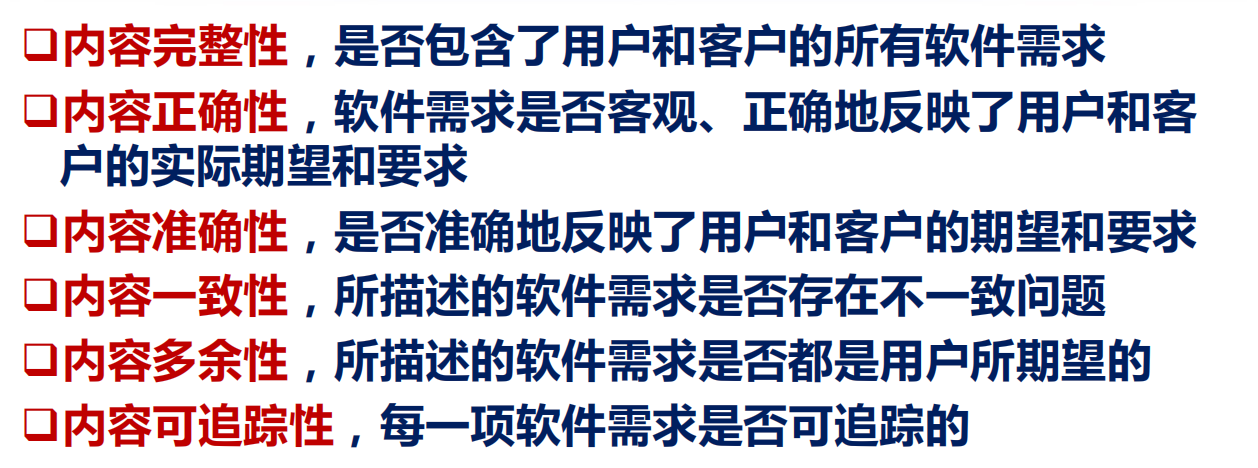 ❑内容完整性，是否包含了用户和客户的所有软件需求
❑内容正确性，软件需求是否客观、正确地反映了用户和客
户的实际期望和要求
❑内容准确性，是否准确地反映了用户和客户的期望和要求
❑内容一致性，所描述的软件需求是否存在不一致问题
❑内容多余性，所描述的软件需求是否都是用户所期望的
❑内容可追踪性，每一项软件需求是否可追踪的